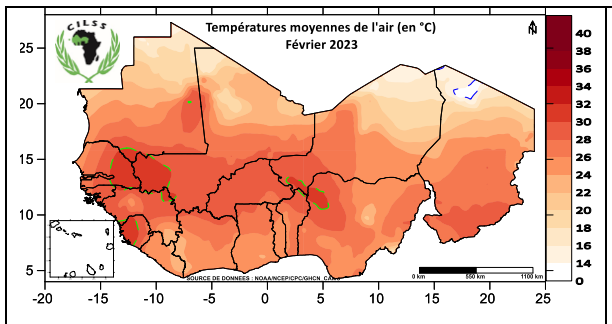 CILSS
Températures moyennes de l'air (en °C)
Février 2023
N
25
20
15
10
5
-20 -15 -10 -5 0 5 10 15 20 25
40
38
36
34
32
30
28
26
24
22
20
18
16
14
0
0 km 550 km 1100 km
SOURCE DE DONNEES : NOAA/NCEP/CPC/GHCN_CAMS